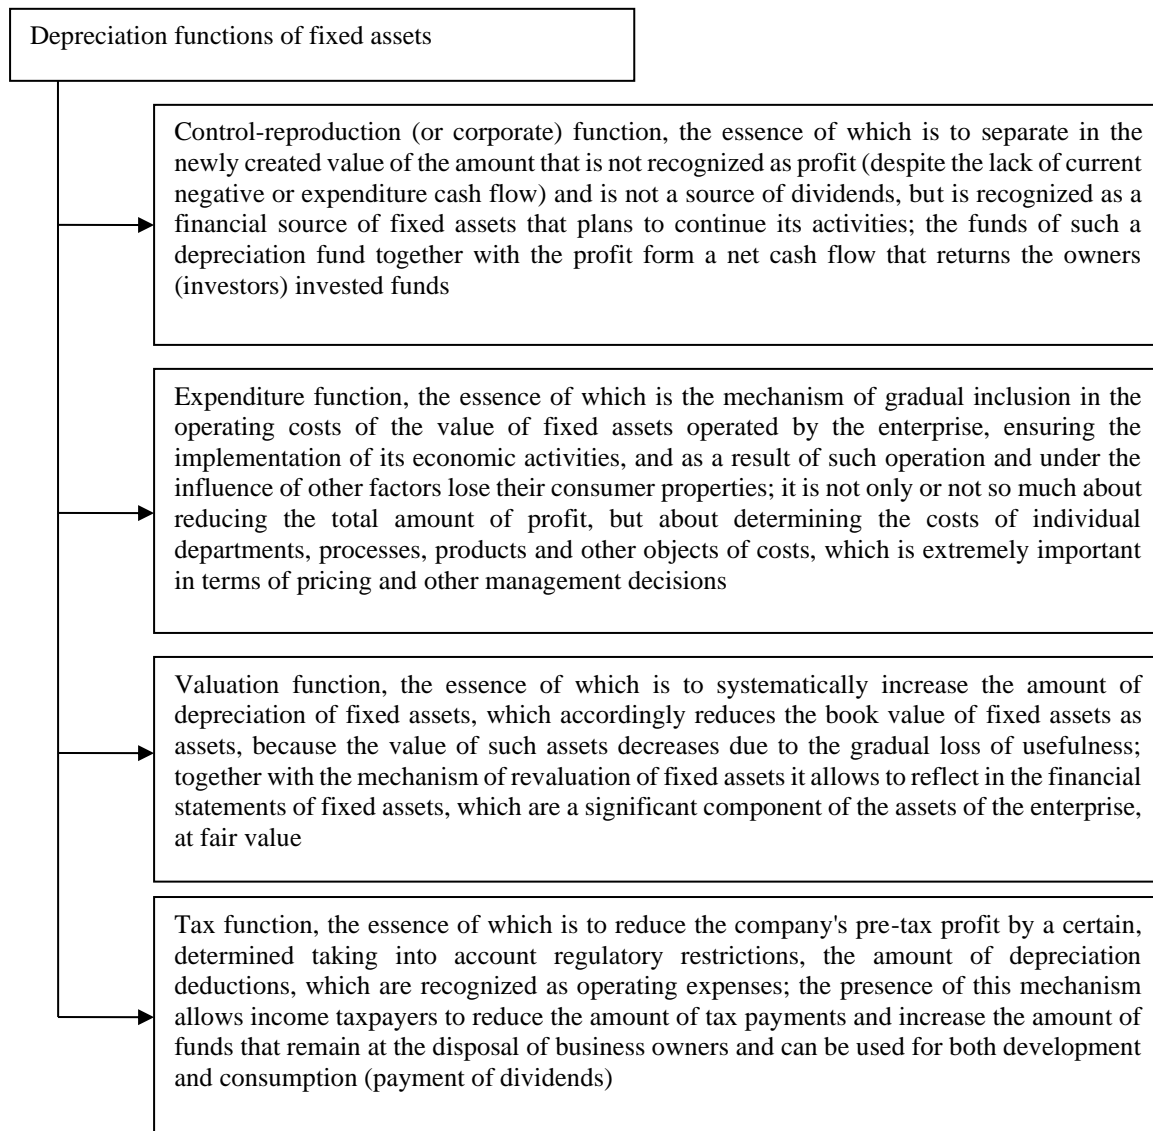 Depreciation functions of fixed assets
Control-reproduction (or corporate) function, the essence of which is to separate in the
newly created value of the amount that is not recognized as profit (despite the lack of current
negative or expenditure cash flow) and is not a source of dividends, but is recognized as a
financial source of fixed assets that plans to continue its activities; the funds of such a
depreciation fund together with the profit form a net cash flow that returns the owners
(investors) invested funds
Expenditure function, the essence of which is the mechanism of gradual inclusion in the
operating costs of the value of fixed assets operated by the enterprise, ensuring the
implementation of its economic activities, and as a result of such operation and under the
influence of other factors lose their consumer properties; it is not only or not so much about
reducing the total amount of profit, but about determining the costs of individual
departments, processes, products and other objects of costs, which is extremely important
in terms of pricing and other management decisions
Valuation function, the essence of which is to systematically increase the amount of
depreciation of fixed assets, which accordingly reduces the book value of fixed assets as
assets, because the value of such assets decreases due to the gradual loss of usefulness;
together with the mechanism of revaluation of fixed assets it allows to reflect in the financial
statements of fixed assets, which are a significant component of the assets of the enterprise,
at fair value
Tax function, the essence of which is to reduce the company's pre-tax profit by a certain,
determined taking into account regulatory restrictions, the amount of depreciation
deductions, which are recognized as operating expenses; the presence of this mechanism
allows income taxpayers to reduce the amount of tax payments and increase the amount of
funds that remain at the disposal of business owners and can be used for both development
and consumption (payment of dividends)